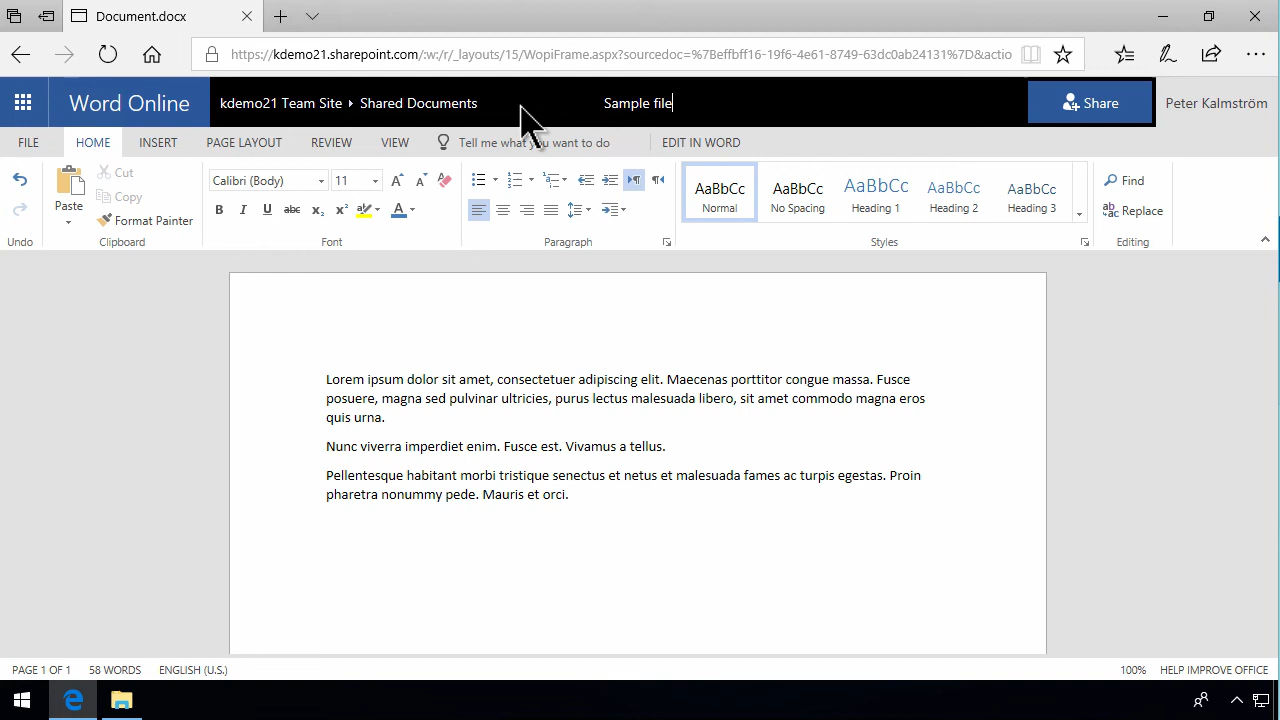 Document.docx
https://kdemo21.sharepoint.com/:w:/r/_layouts/15/WopiFrame.aspx?sourcedoc=%7Beffbff16-19f6-4e61-8749-63dc0ab24131%7D&actio
Word Online
kdemo21 Team Site Shared Documents
Sample file
Share
Peter Kalmström
FILE HOME INSERT PAGE LAYOUT REVIEW VIEW Tell me what you want to do EDIT IN WORD
Paste
Cut
Copy
Format Painter
Calibri (Body) 11
AaBbCc AaBbCc AaBbCc AaBbCc AaBbCc
Normal No Spacing Heading 1 Heading 2 Heading 3
Find
Replace
Undo Clipboard Font Paragraph Styles Editing
Lorem ipsum dolor sit amet, consectetuer adipiscing elit. Maecenas porttitor congue massa. Fusce
posuere, magna sed pulvinar ultricies, purus lectus malesuada libero, sit amet commodo magna eros
quis urna.
Nunc viverra imperdiet enim. Fusce est. Vivamus a tellus.
Pellentesque habitant morbi tristique senectus et netus et malesuada fames ac turpis egestas. Proin
pharetra nonummy pede. Mauris et orci.
PAGE 1 OF 1 58 WORDS ENGLISH (U.S.) 100% HELP IMPROVE OFFICE